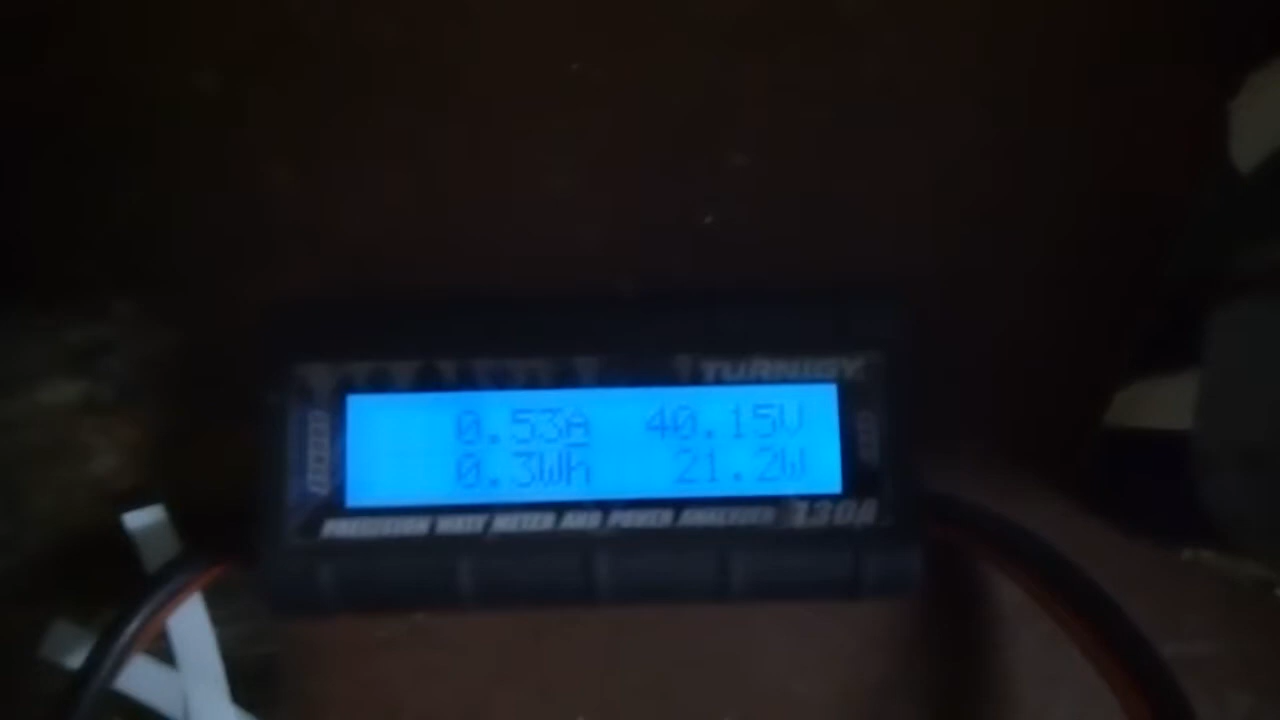 TURNIGY
0.53A 40.15V
0.3Wh 21.2W
PRECISION WATT METER AND POWER ANALYZER 130A